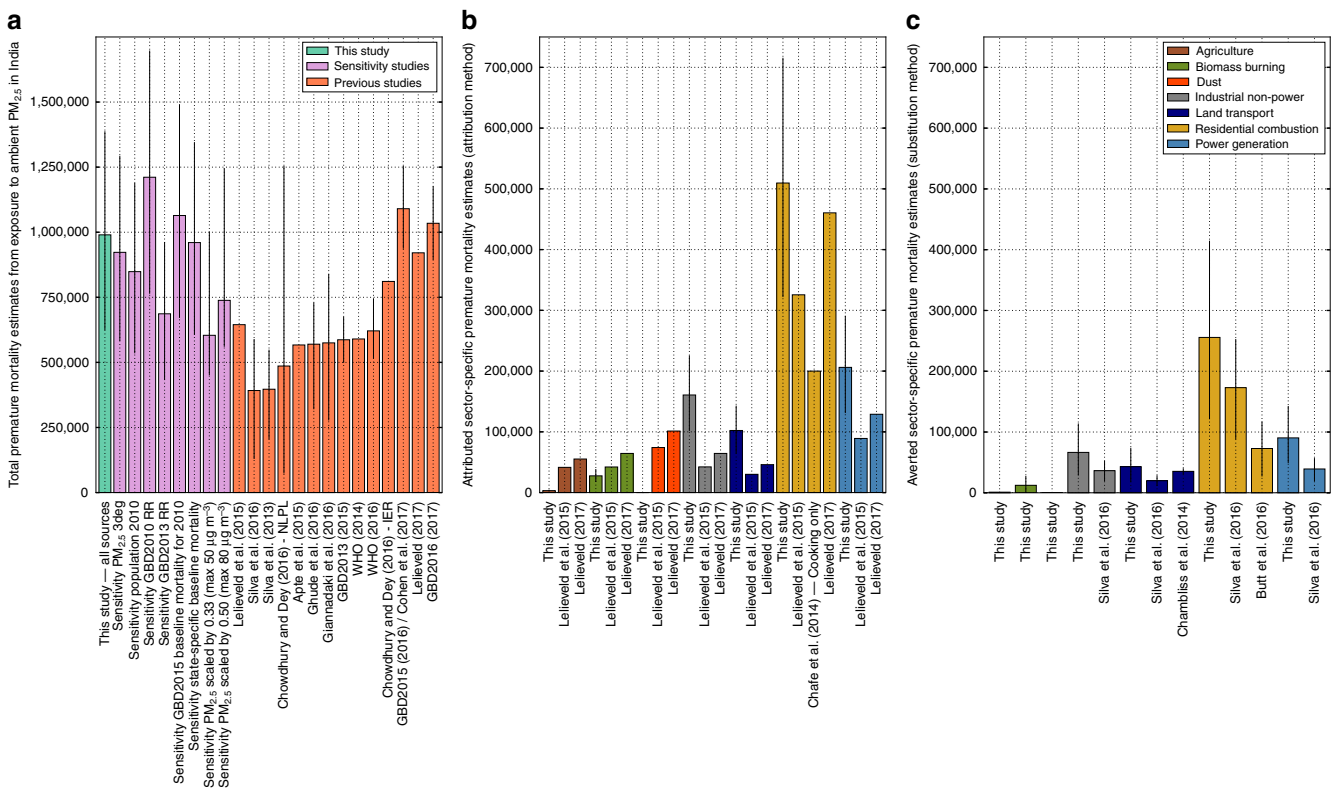 a
Total premature mortality estimates from exposure to ambient PM2.5 in India
1,500,000
1,250,000
1,000,000
750,000
500,000
250,000
0
This study
Sensitivity studies
Previous studies
This study — all sources
Sensitivity PM2.5 3deg
Sensitivity population 2010
Sensitivity GBD2010 RR
Sensitivity GBD2013 RR
Sensitivity GBD2015 baseline mortality for 2010
Sensitivity state-specific baseline mortality
Sensitivity PM2.5 scaled by 0.33 (max 50 µg m⁻³)
Sensitivity PM2.5 scaled by 0.50 (max 80 µg m⁻³)
Lelieveld et al. (2015)
Silva et al. (2016)
Silva et al. (2013)
Chowdhury and Dey (2016) - NLPL
Apte et al. (2015)
Ghude et al. (2016)
Giannadaki et al. (2016)
GBD2013 (2015)
WHO (2014)
WHO (2016)
Chowdhury and Dey (2016) - IER
GBD2015 (2016) / Cohen et al. (2017)
Lelieveld (2017)
GBD2016 (2017)
b
Attributed sector-specific premature mortality estimates (attribution method)
700,000
600,000
500,000
400,000
300,000
200,000
100,000
0
This study
Lelieveld et al. (2015)
Lelieveld (2017)
This study
Lelieveld et al. (2015)
Lelieveld (2017)
This study
Lelieveld et al. (2015)
Lelieveld (2017)
This study
Lelieveld et al. (2015)
Lelieveld (2017)
This study
Lelieveld et al. (2015)
Lelieveld (2017)
This study
Lelieveld et al. (2015)
Chafe et al. (2014) — Cooking only
Lelieveld (2017)
This study
Lelieveld et al. (2015)
Lelieveld (2017)
c
Averted sector-specific premature mortality estimates (substitution method)
700,000
600,000
500,000
400,000
300,000
200,000
100,000
0
Agriculture
Biomass burning
Dust
Industrial non-power
Land transport
Residential combustion
Power generation
This study
This study
This study
This study
Silva et al. (2016)
This study
Silva et al. (2016)
Chambliss et al. (2014)
This study
Silva et al. (2016)
Butt et al. (2016)
This study
Silva et al. (2016)